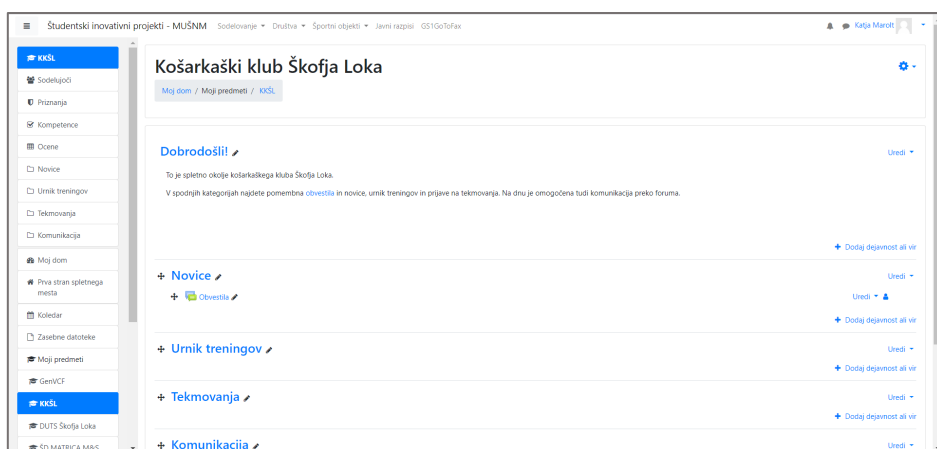 Študentski inovativni projekti - MUŠNM Sodelovanje Društva Športni objekti Javni razpisi GS1GoToFax Katja Marolt
KKŠL
Sodelujoči
Priznanja
Kompetence
Ocene
Novice
Urnik treningov
Tekmovanja
Komunikacija
Moj dom
Prva stran spletnega
mesta
Koledar
Zasebne datoteke
Moji predmeti
GenVCF
KKŠL
DUTS Škofja Loka
ŠD MATRICA M&S
Košarkaški klub Škofja Loka
Moj dom / Moji predmeti / KKŠL
Dobrodošli! Uredi
To je spletno okolje košarkaškega kluba Škofja Loka.
V spodnjih kategorijah najdete pomembna obvestila in novice, urnik treningov in prijave na tekmovanja. Na dnu je omogočena tudi komunikacija preko foruma.
Dodaj dejavnost ali vir
Novice Uredi
Obvestila Uredi
Dodaj dejavnost ali vir
Urnik treningov Uredi
Dodaj dejavnost ali vir
Tekmovanja Uredi
Dodaj dejavnost ali vir
Komunikacija Uredi